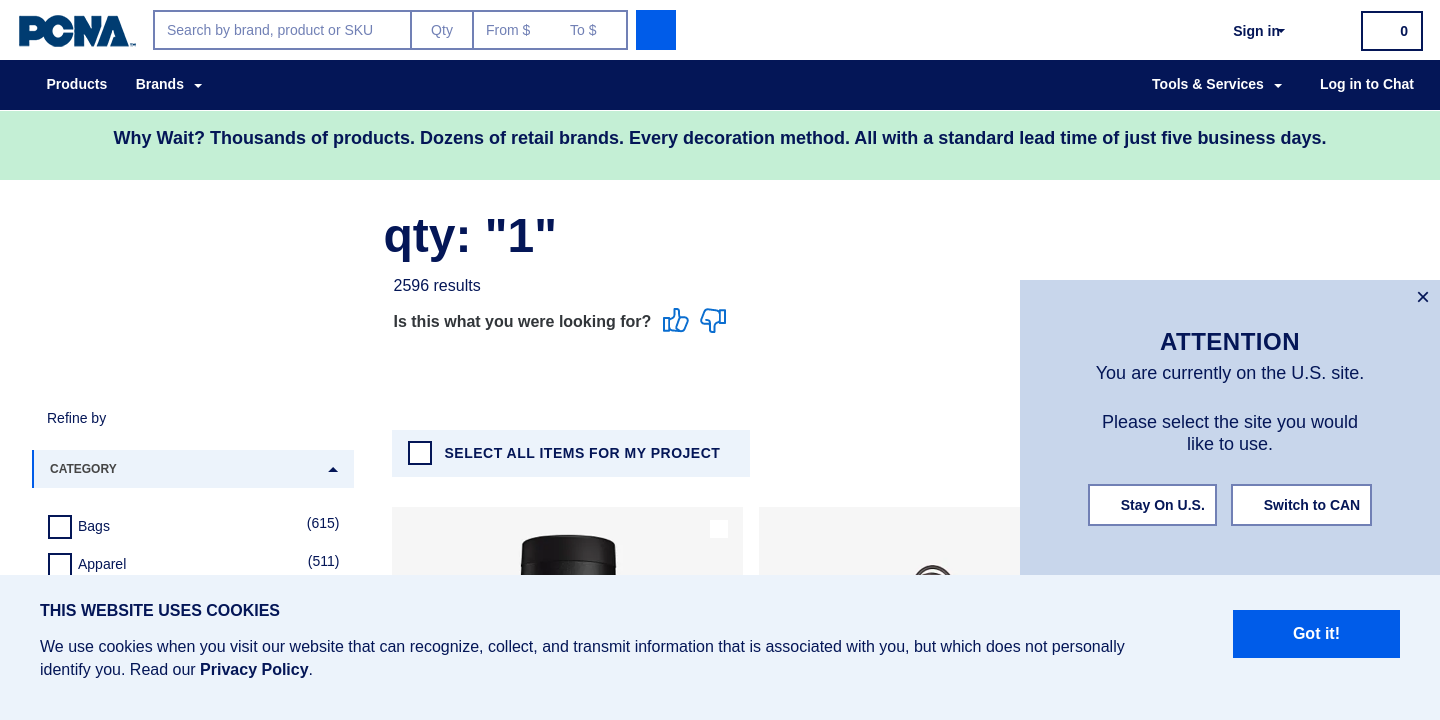 PCNA™
Search by brand, product or SKU Qty From $ To $
Sign in 0
Products Brands Tools & Services Log in to Chat
Why Wait? Thousands of products. Dozens of retail brands. Every decoration method. All with a standard lead time of just five business days.
qty: "1"
2596 results
Is this what you were looking for?
Refine by
CATEGORY
Bags (615)
Apparel (511)
SELECT ALL ITEMS FOR MY PROJECT
×
ATTENTION
You are currently on the U.S. site.
Please select the site you would
like to use.
Stay On U.S. Switch to CAN
THIS WEBSITE USES COOKIES
We use cookies when you visit our website that can recognize, collect, and transmit information that is associated with you, but which does not personally
identify you. Read our Privacy Policy.
Got it!